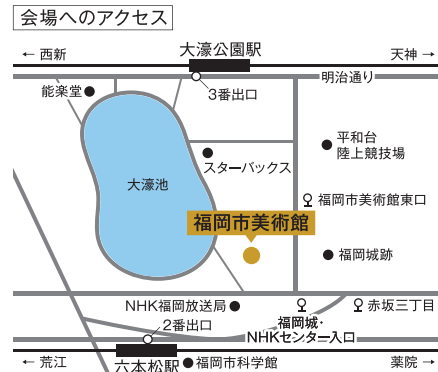 会場へのアクセス
大濠公園駅
← 西新
天神 →
明治通り
能楽堂
3番出口
平和台
陸上競技場
スターバックス
大濠池
福岡市美術館東口
福岡市美術館
福岡城跡
NHK福岡放送局
赤坂三丁目
2番出口
福岡城・
NHKセンター入口
← 荒江
六本松駅
福岡市科学館
薬院 →